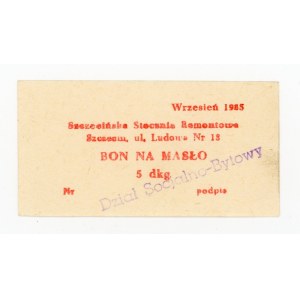 Wrzesień 1985
Szczecińska Stocznia Remontowa
Szczecin, ul. Ludowa Nr 13
BON NA MASŁO
5 dkg
Dział Socjalno-Bytowy
Nr podpis